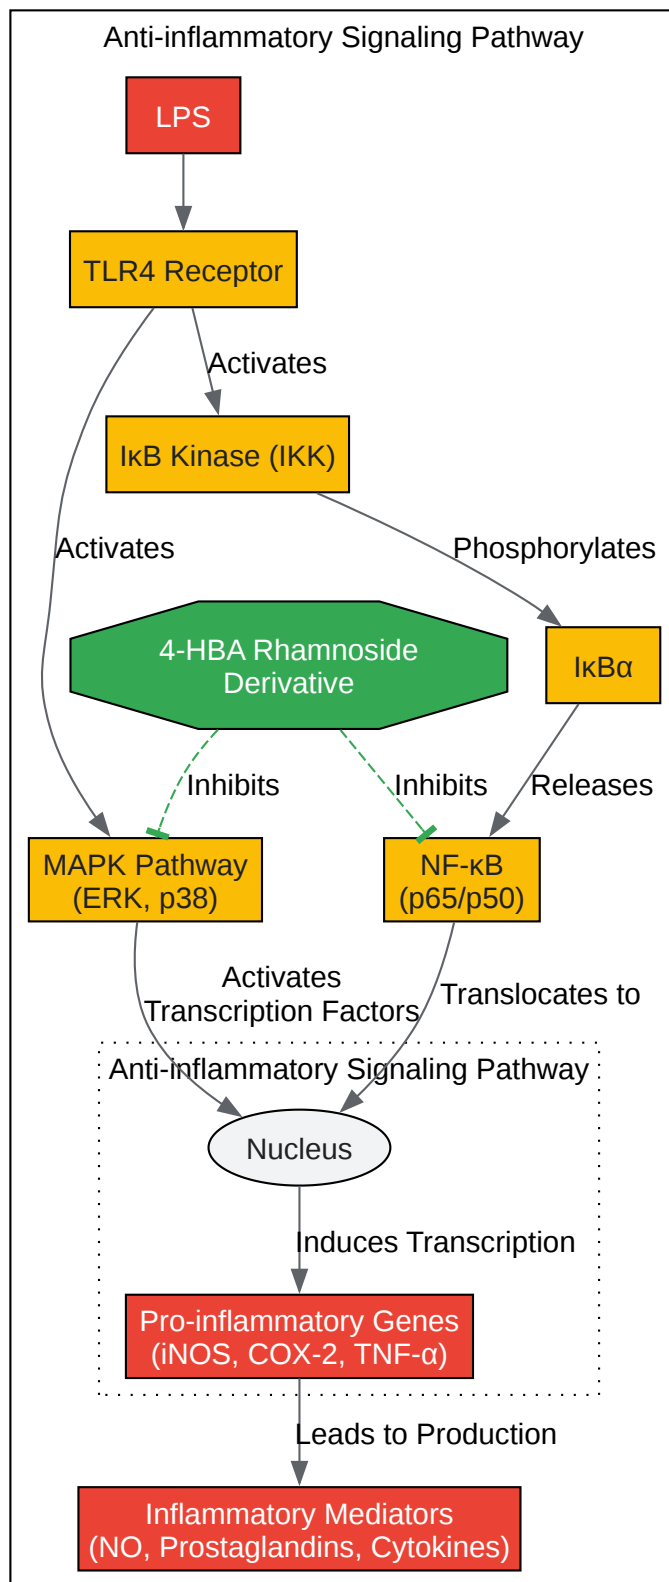 Anti-inflammatory Signaling Pathway
LPS
TLR4 Receptor
Activates
IκB Kinase (IKK)
Activates
Phosphorylates
4-HBA Rhamnoside
Derivative
IκBα
Inhibits
Inhibits
Releases
MAPK Pathway
(ERK, p38)
NF-κB
(p65/p50)
Activates
Transcription Factors
Translocates to
Anti-inflammatory Signaling Pathway
Nucleus
Induces Transcription
Pro-inflammatory Genes
(iNOS, COX-2, TNF-α)
Leads to Production
Inflammatory Mediators
(NO, Prostaglandins, Cytokines)